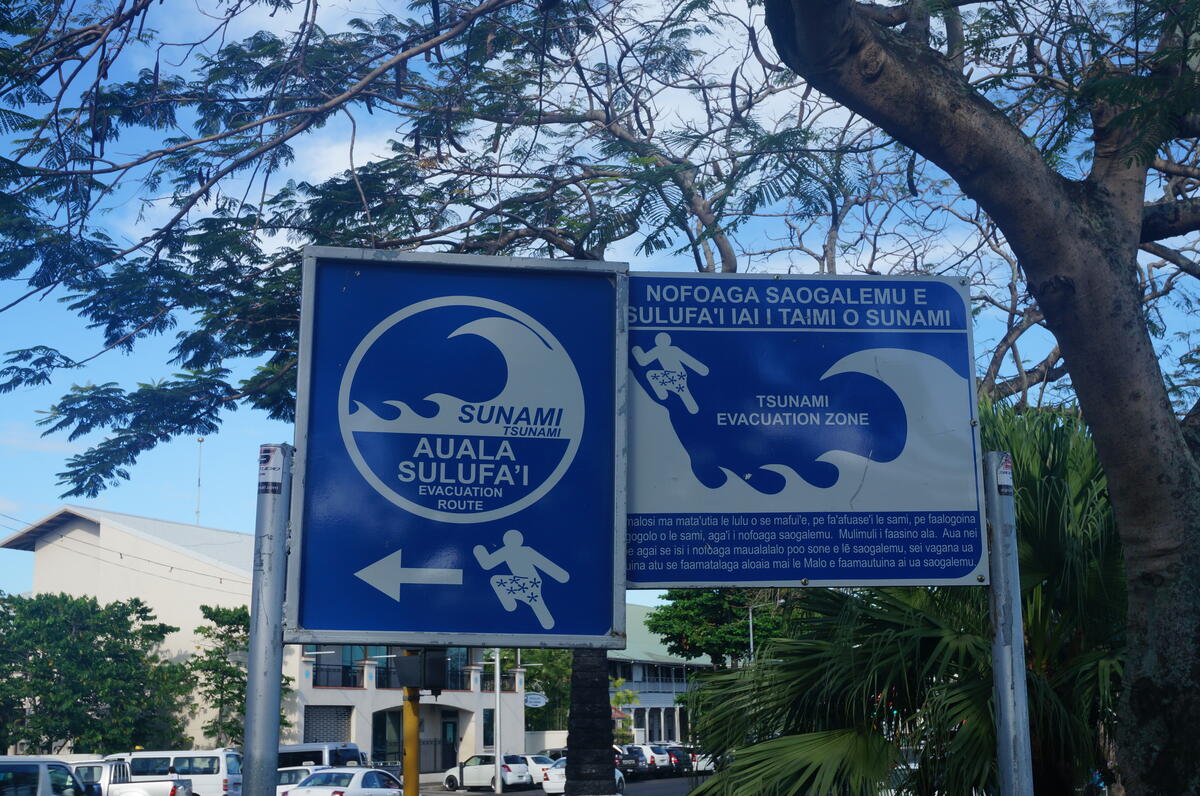 SUNAMI
TSUNAMI
AUALA
SULUFA'I
EVACUATION
ROUTE
NOFOAGA SAOGALEMU E
SULUFA'I IAI I TAIMI O SUNAMI
TSUNAMI
EVACUATION ZONE
malosi ma mata'utia le lulu o se mafui'e, pe fa'afuase'i le sami, pe faalogoina
gogolo o le sami, aga'i i nofoaga saogalemu. Mulimuli i faasino ala. Aua nei
e agai se isi i nofoaga maualalalo poo sone e lē saogalemu, sei vagana ua
uina atu se faamatalaga aloaia mai le Malo e faamautuina ai ua saogalemu.